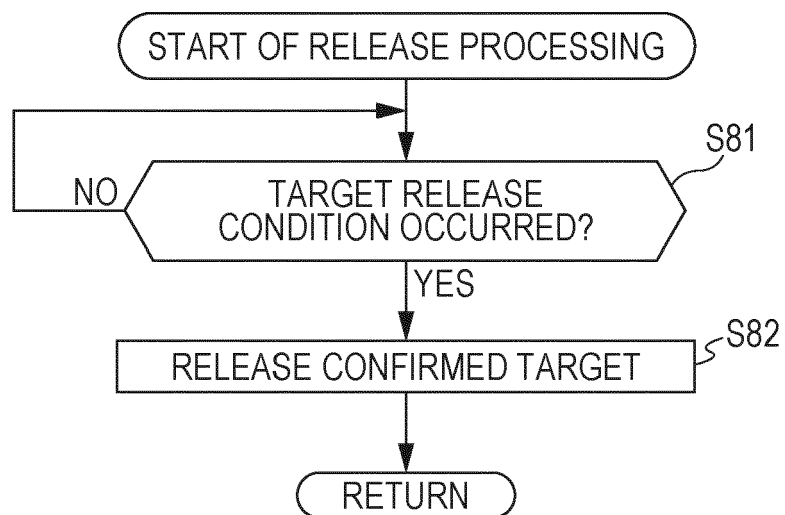 START OF RELEASE PROCESSING
S81
NO
TARGET RELEASE
CONDITION OCCURRED?
YES
S82
RELEASE CONFIRMED TARGET
RETURN